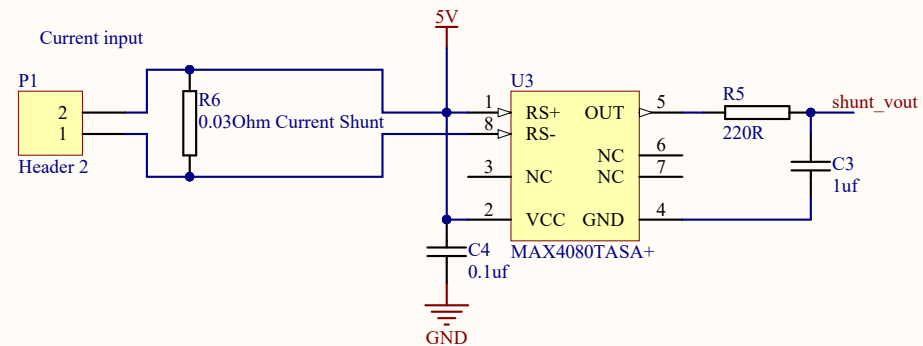 5V
Current input
P1
2
1
Header 2
R6
0.03Ohm Current Shunt
U3
1
RS+
8
RS-
3
NC
2
VCC
OUT
5
NC
6
NC
7
GND
4
MAX4080TASA+
R5
220R
shunt_vout
C3
1uf
C4
0.1uf
GND